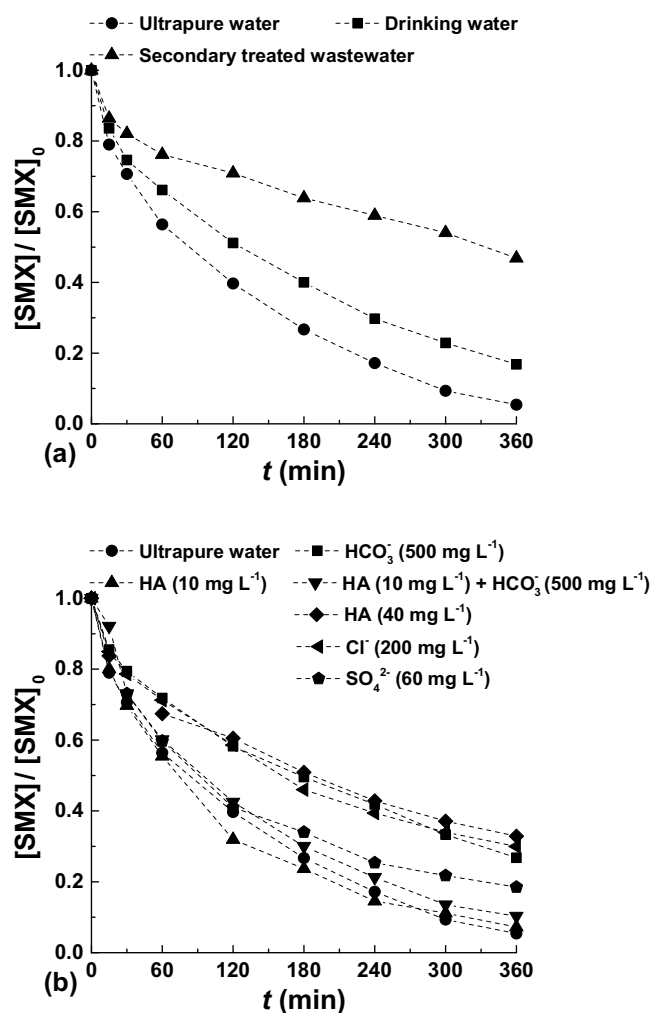 Ultrapure water Drinking water
Secondary treated wastewater
1.0
0.8
0.6
0.4
0.2
0.0
[SMX] / [SMX]₀
0 60 120 180 240 300 360
(a) t (min)
Ultrapure water HCO₃⁻ (500 mg L⁻¹)
HA (10 mg L⁻¹) HA (10 mg L⁻¹) + HCO₃⁻ (500 mg L⁻¹)
HA (40 mg L⁻¹)
Cl⁻ (200 mg L⁻¹)
SO₄²⁻ (60 mg L⁻¹)
1.0
0.8
0.6
0.4
0.2
0.0
[SMX] / [SMX]₀
0 60 120 180 240 300 360
(b) t (min)